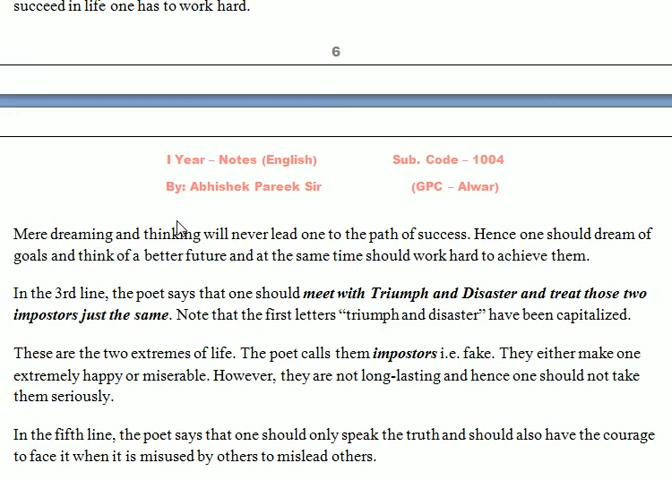 succeed in life one has to work hard.
6
I Year – Notes (English) Sub. Code – 1004
By: Abhishek Pareek Sir (GPC – Alwar)
Mere dreaming and thinking will never lead one to the path of success. Hence one should dream of
goals and think of a better future and at the same time should work hard to achieve them.
In the 3rd line, the poet says that one should meet with Triumph and Disaster and treat those two
impostors just the same. Note that the first letters “triumph and disaster” have been capitalized.
These are the two extremes of life. The poet calls them impostors i.e. fake. They either make one
extremely happy or miserable. However, they are not long-lasting and hence one should not take
them seriously.
In the fifth line, the poet says that one should only speak the truth and should also have the courage
to face it when it is misused by others to mislead others.